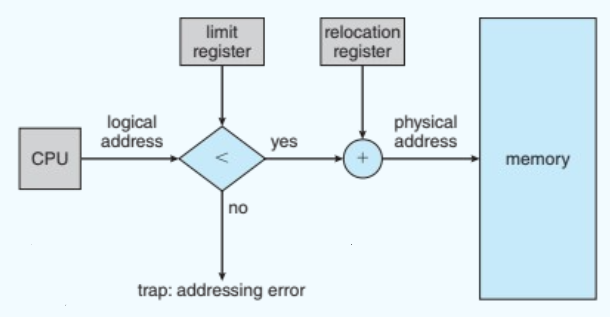 limit
register
relocation
register
logical
address
physical
address
CPU
<
yes
+
memory
no
trap: addressing error